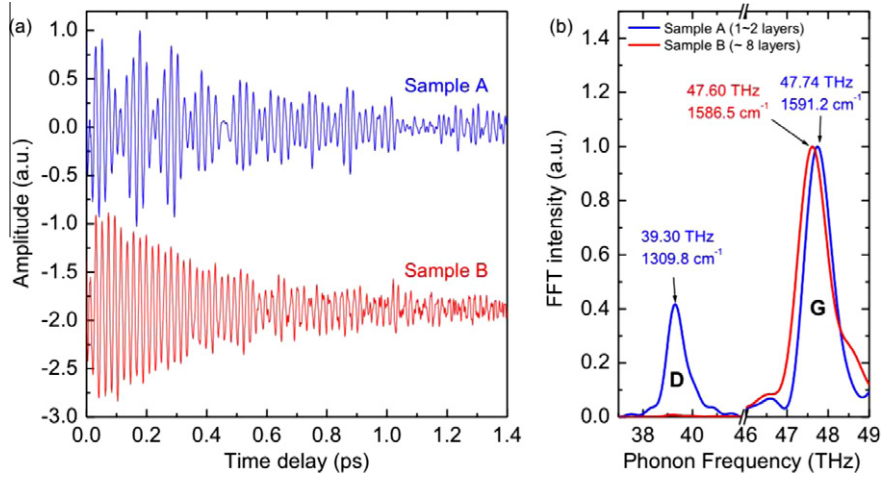 (a)
1.0
0.5
0.0
-0.5
-1.0
-1.5
-2.0
-2.5
-3.0
Amplitude (a.u.)
Sample A
Sample B
0.0 0.2 0.4 0.6 0.8 1.0 1.2 1.4
Time delay (ps)
(b)
1.4
1.2
1.0
0.8
0.6
0.4
0.2
0.0
FFT intensity (a.u.)
Sample A (1~2 layers)
Sample B (~ 8 layers)
47.60 THz
1586.5 cm⁻¹
47.74 THz
1591.2 cm⁻¹
39.30 THz
1309.8 cm⁻¹
D
G
38 40 46 47 48 49
Phonon Frequency (THz)